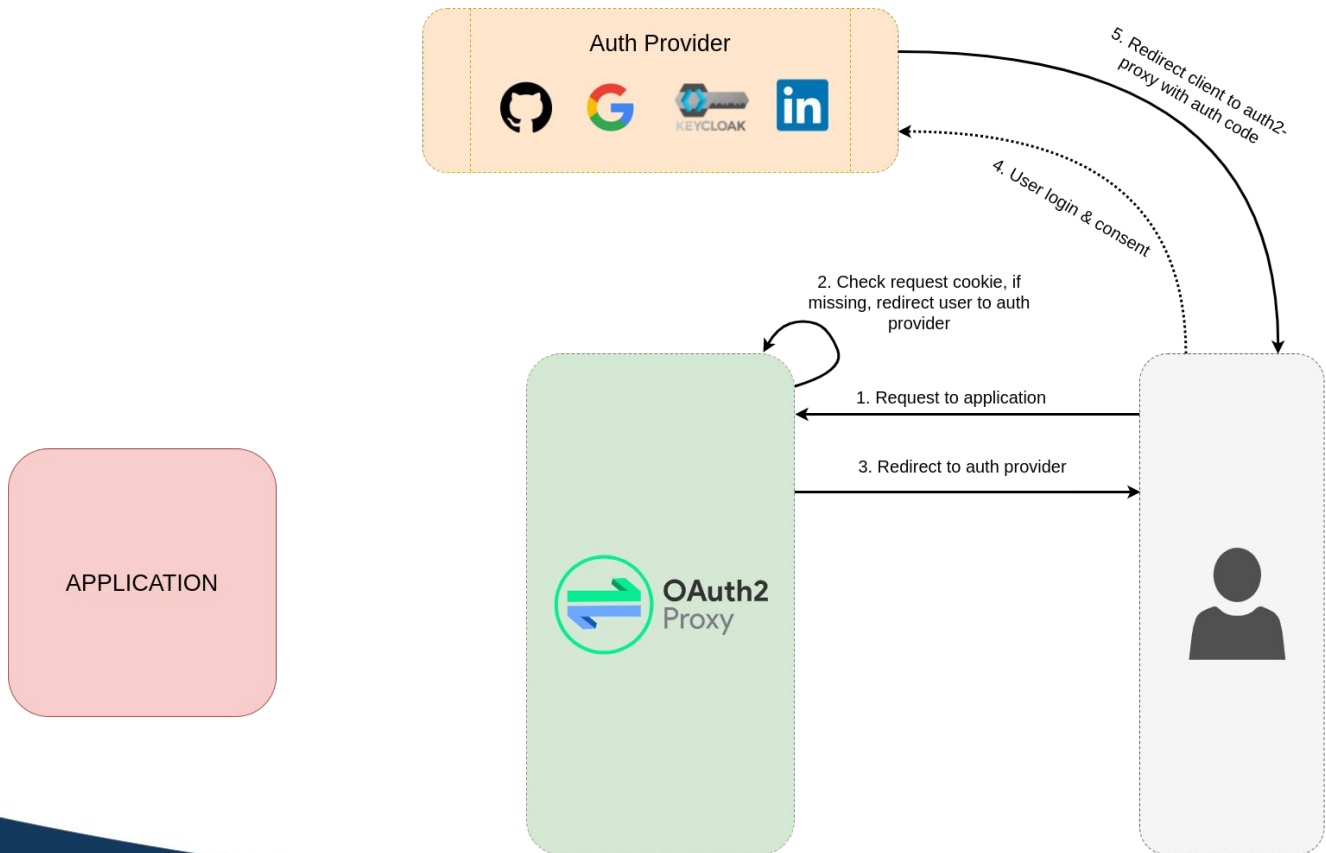 Auth Provider
KEYCLOAK
in
5. Redirect client to auth2-
proxy with auth code
4. User login & consent
2. Check request cookie, if
missing, redirect user to auth
provider
1. Request to application
3. Redirect to auth provider
APPLICATION
OAuth2
Proxy